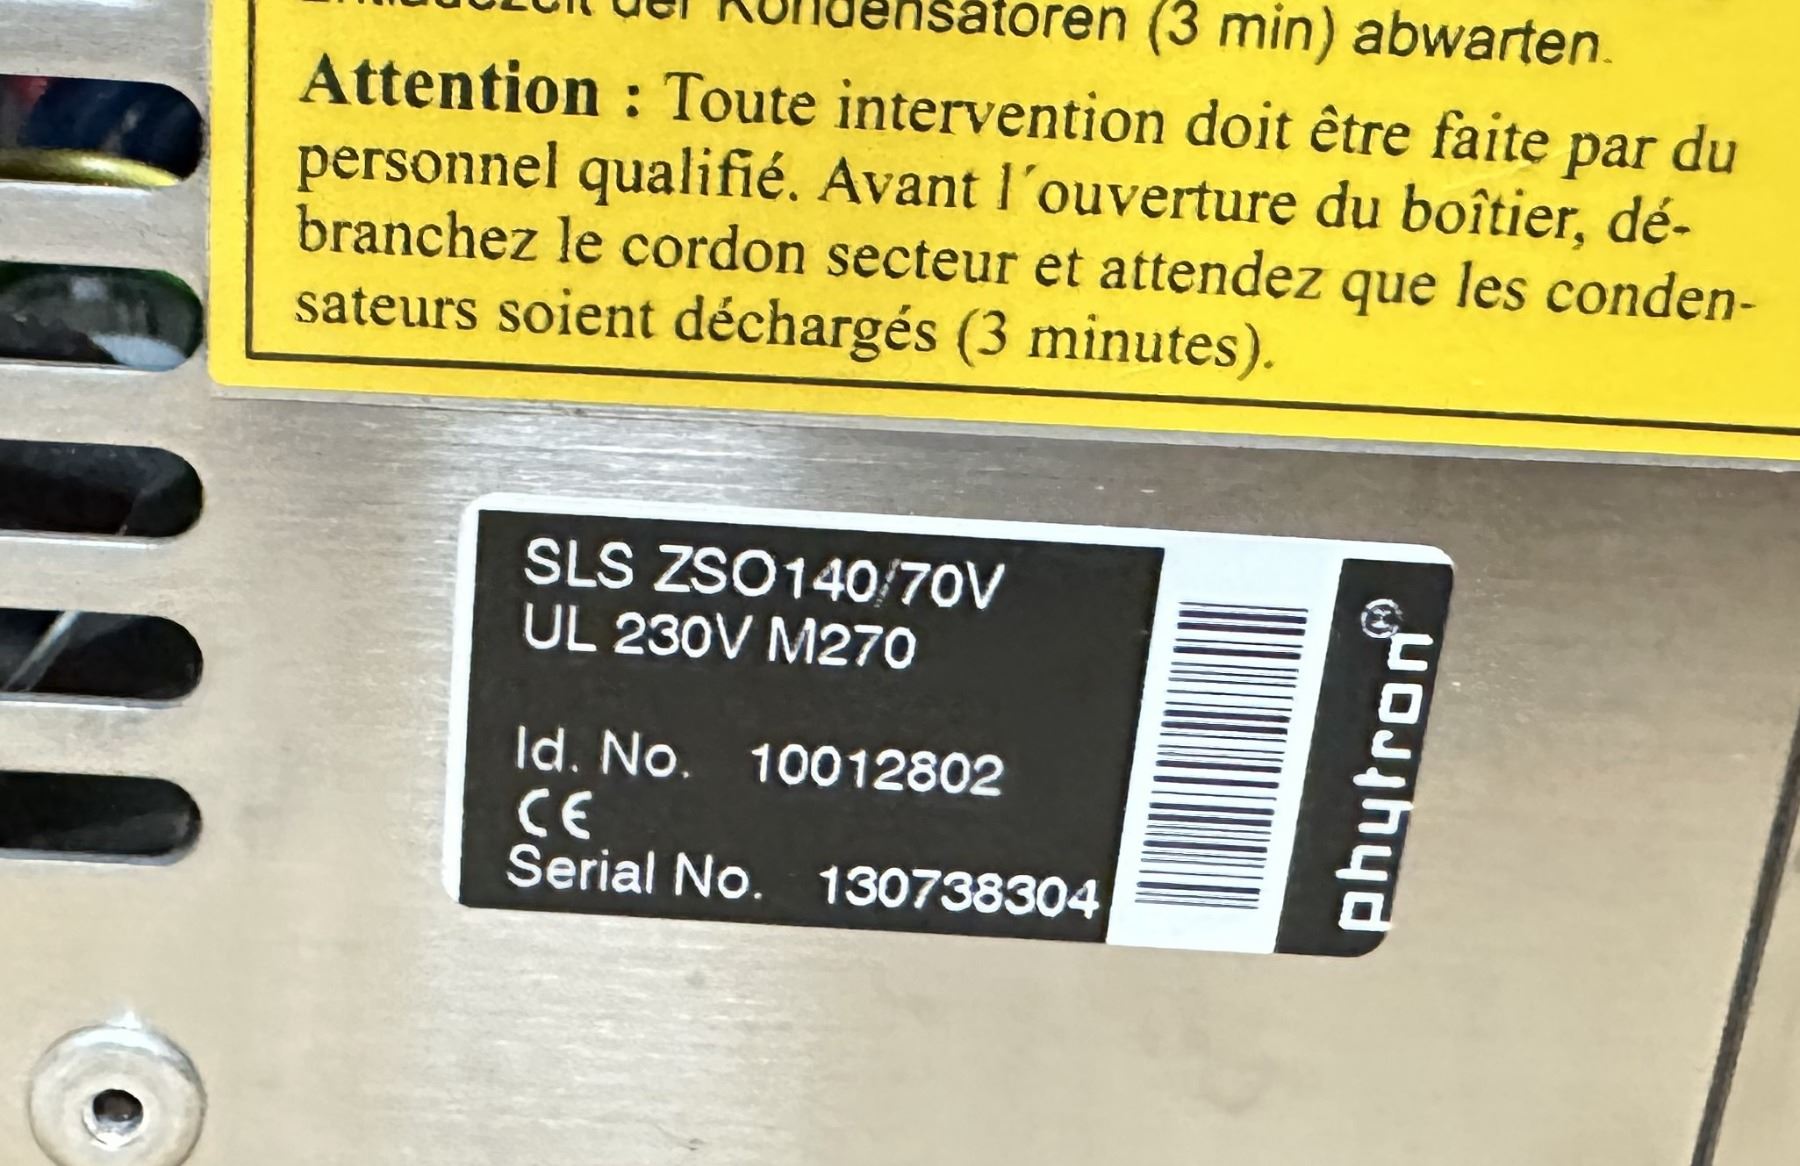 Entladezeit der Kondensatoren (3 min) abwarten.
Attention : Toute intervention doit être faite par du
personnel qualifié. Avant l´ouverture du boîtier, dé-
branchez le cordon secteur et attendez que les conden-
sateurs soient déchargés (3 minutes).
SLS ZSO140/70V
UL 230V M270
Id. No. 10012802
CE
Serial No. 130738304
phytron®